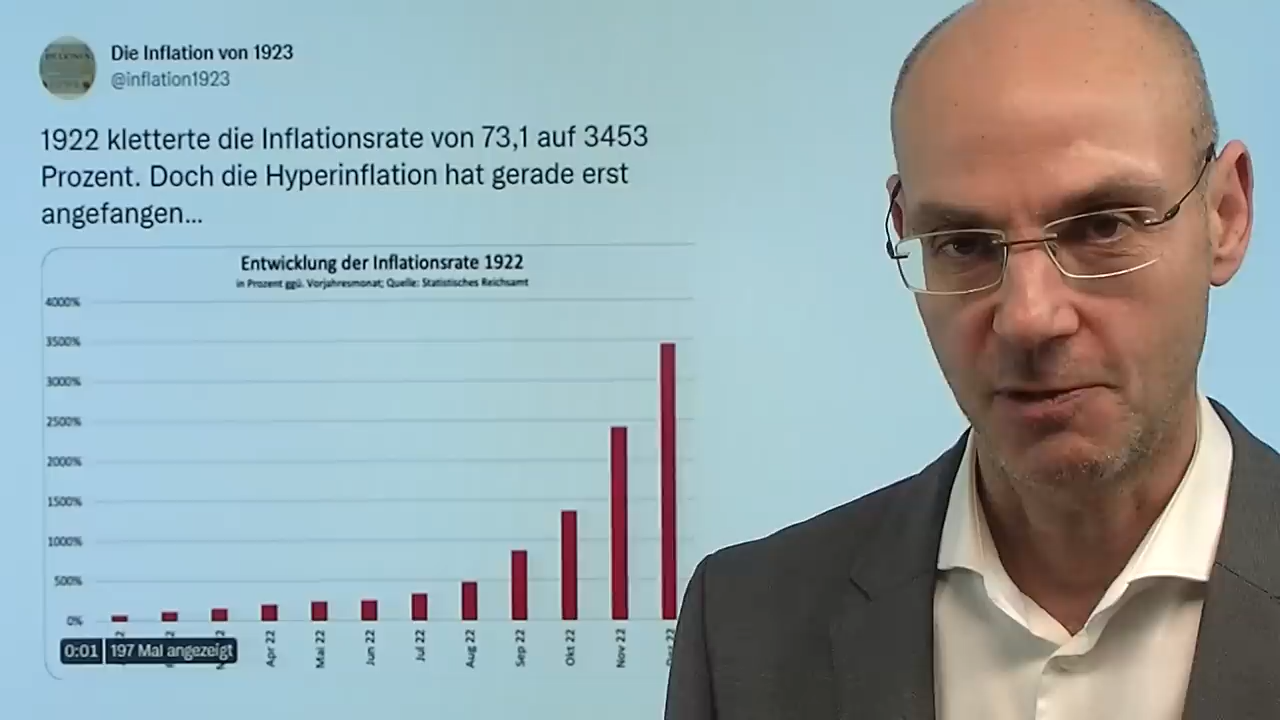 Die Inflation von 1923
@inflation1923
1922 kletterte die Inflationsrate von 73,1 auf 3453
Prozent. Doch die Hyperinflation hat gerade erst
angefangen...
Entwicklung der Inflationsrate 1922
in Prozent ggü. Vorjahresmonat; Quelle: Statistisches Reichsamt
4000%
3500%
3000%
2500%
2000%
1500%
1000%
500%
0%
Apr 22
Mai 22
Jun 22
Jul 22
Aug 22
Sep 22
Okt 22
Nov 22
0:01 197 Mal angezeigt